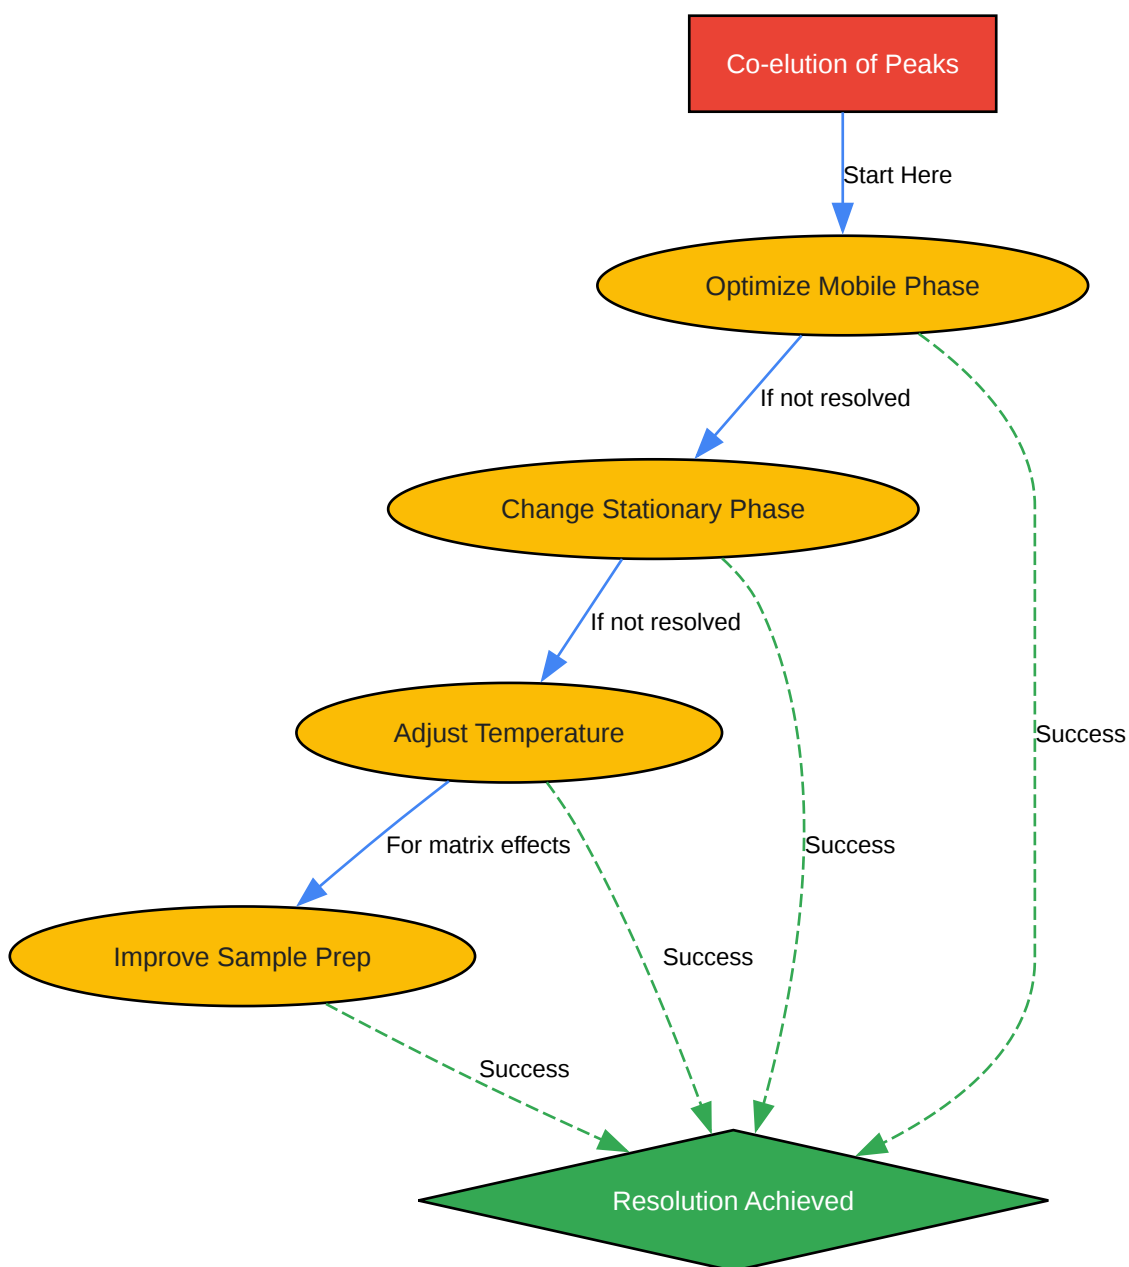 Co-elution of Peaks
Start Here
Optimize Mobile Phase
If not resolved
Change Stationary Phase
If not resolved
Adjust Temperature
Success
For matrix effects
Success
Improve Sample Prep
Success
Success
Resolution Achieved